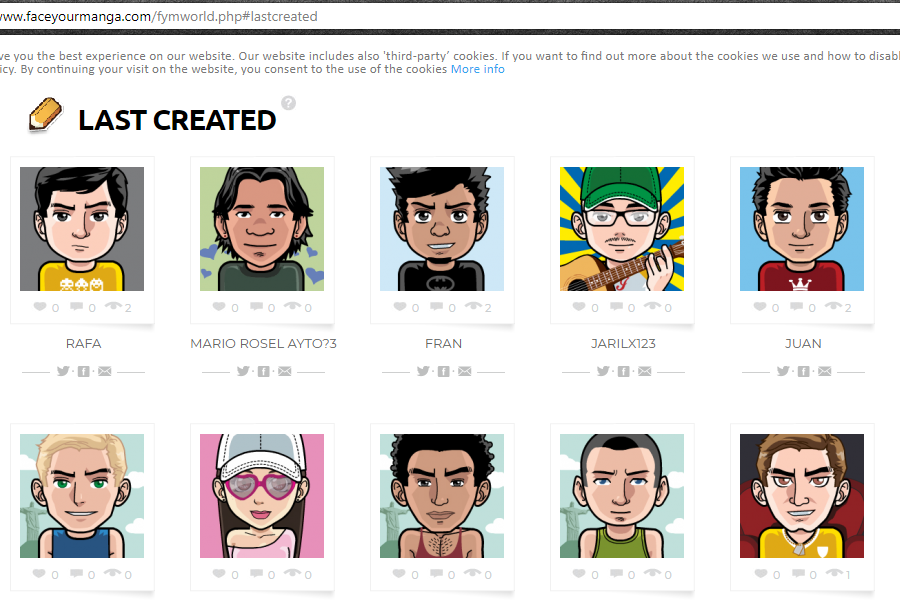 www.faceyourmanga.com/fymworld.php#lastcreated
ve you the best experience on our website. Our website includes also 'third-party' cookies. If you want to find out more about the cookies we use and how to disabl
icy. By continuing your visit on the website, you consent to the use of the cookies More info
LAST CREATED ?
0 0 2
0 0 0
0 0 2
0 0 0
0 0 2
RAFA
MARIO ROSEL AYTO?3
FRAN
JARILX123
JUAN
0 0 0
0 0 0
0 0 0
0 0 0
0 0 1